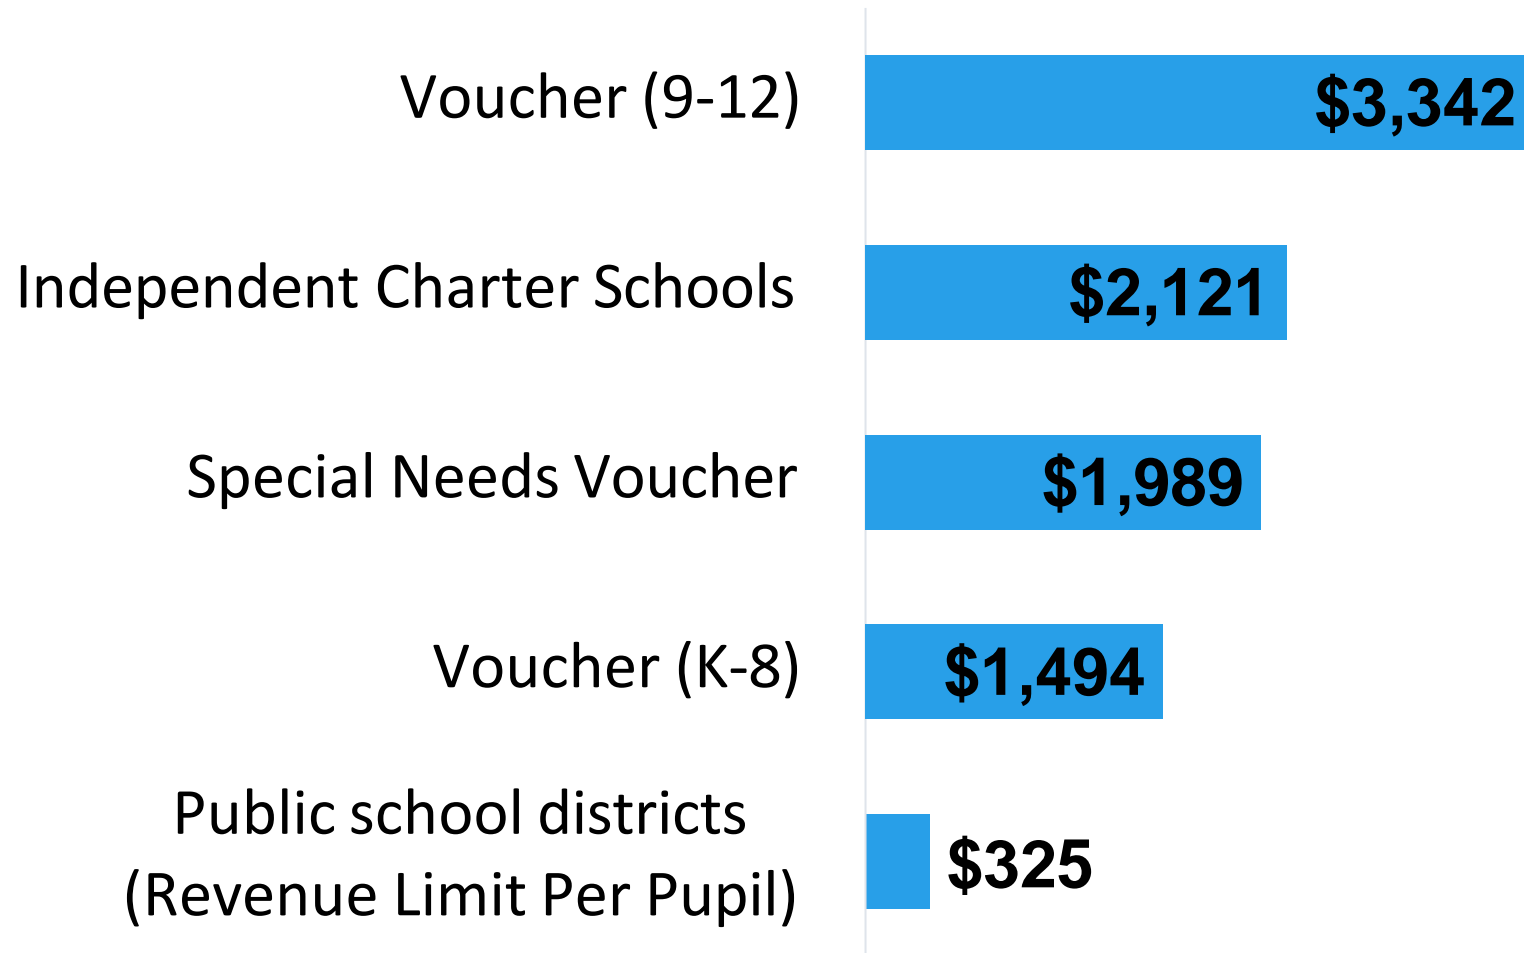 Voucher (9-12)
$3,342
Independent Charter Schools
$2,121
Special Needs Voucher
$1,989
Voucher (K-8)
$1,494
Public school districts
(Revenue Limit Per Pupil)
$325